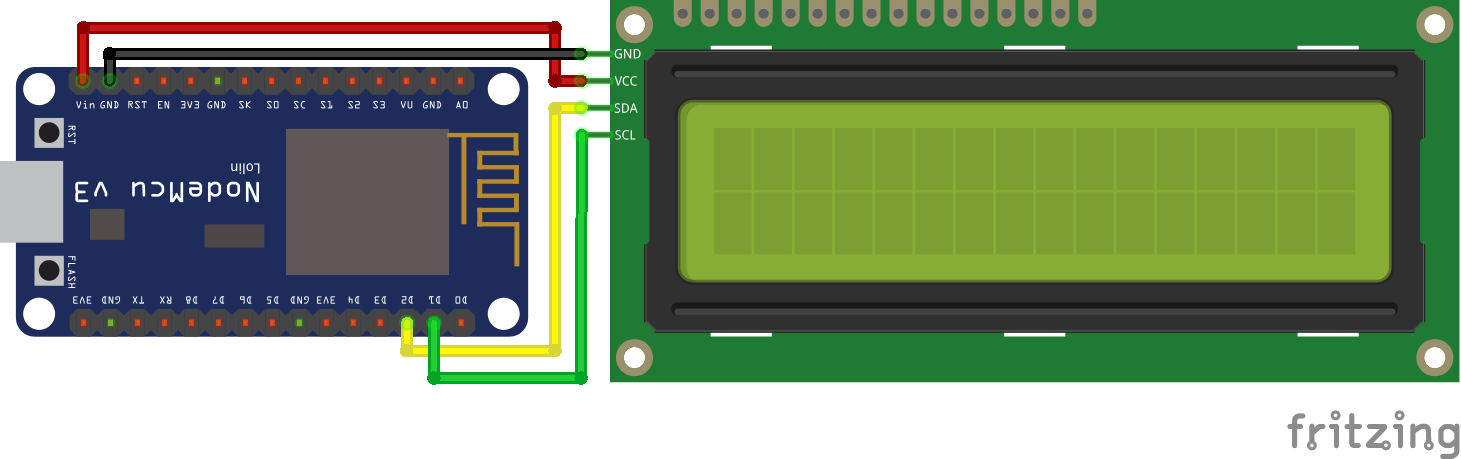 GND
VCC
SDA
SCL
Vin GND RST EN 3V3 GND SK SO SC S1 S2 S3 VU GND AO
RST
Lolin
NodeMcu v3
FLASH
3V3 GND TX RX D8 D7 D6 D5 GND 3V3 D4 D3 D2 D1 D0
fritzing